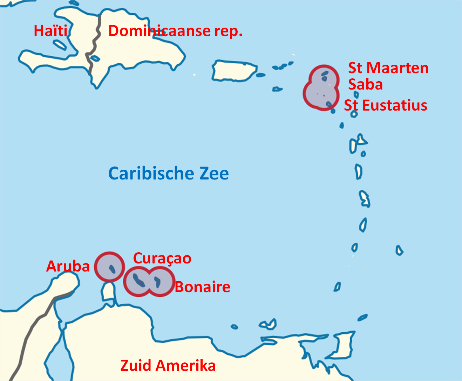 Haïti
Dominicaanse rep.
St Maarten
Saba
St Eustatius
Caribische Zee
Curaçao
Aruba
Bonaire
Zuid Amerika